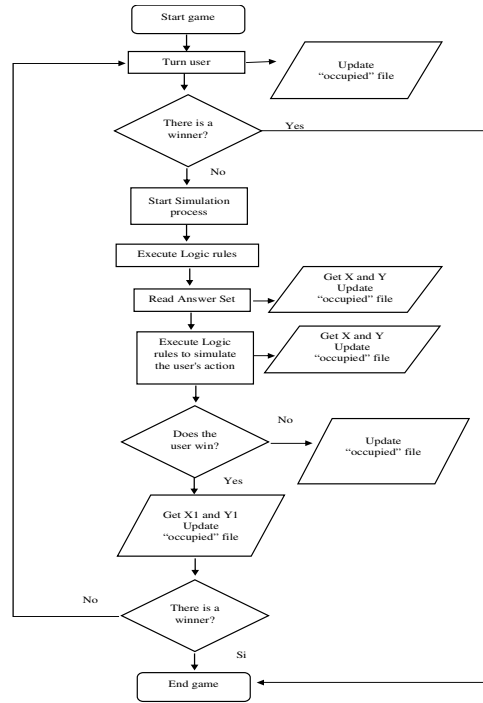 Start game
Turn user
Update
“occupied” file
There is a
winner?
Yes
No
Start Simulation
process
Execute Logic rules
Read Answer Set
Get X and Y
Update
“occupied” file
Execute Logic
rules to simulate
the user's action
Get X and Y
Update
“occupied” file
Does the
user win?
No
Update
“occupied” file
Yes
Get X1 and Y1
Update
“occupied” file
No
There is a
winner?
Si
End game